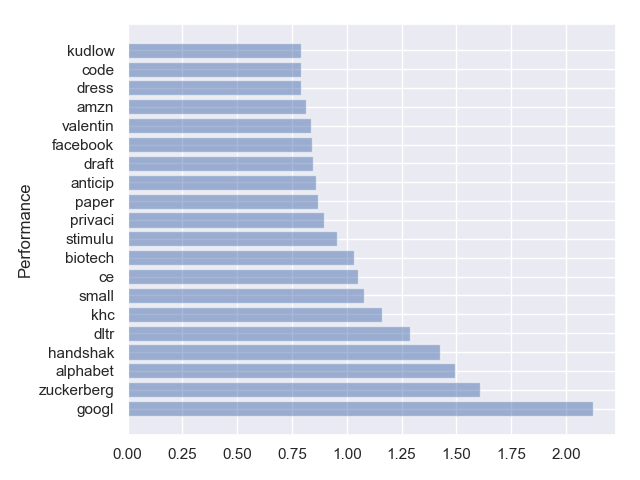 Performance
kudlow
code
dress
amzn
valentin
facebook
draft
anticip
paper
privaci
stimulu
biotech
ce
small
khc
dltr
handshak
alphabet
zuckerberg
googl
0.00 0.25 0.50 0.75 1.00 1.25 1.50 1.75 2.00